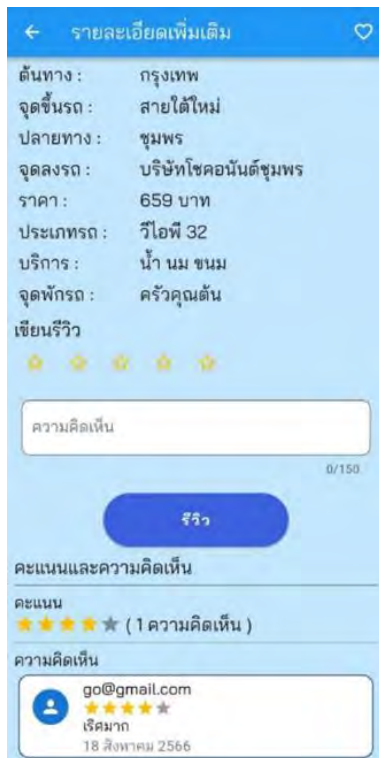 รายละเอียดเพิ่มเติม
ต้นทาง : กรุงเทพ
จุดขึ้นรถ : สายใต้ใหม่
ปลายทาง : ชุมพร
จุดลงรถ : บริษัทโชคอนันต์ชุมพร
ราคา : 659 บาท
ประเภทรถ : วีไอพี 32
บริการ : น้ำ นม ขนม
จุดพักรถ : ครัวคุณต้น
เขียนรีวิว
ความคิดเห็น
0/150
รีวิว
คะแนนและความคิดเห็น
คะแนน
( 1 ความคิดเห็น )
ความคิดเห็น
go@gmail.com
เริศมาก
18 สิงหาคม 2566